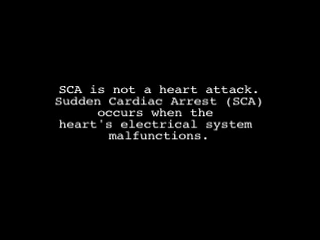 SCA is not a heart attack.
Sudden Cardiac Arrest (SCA)
occurs when the
heart's electrical system
malfunctions.